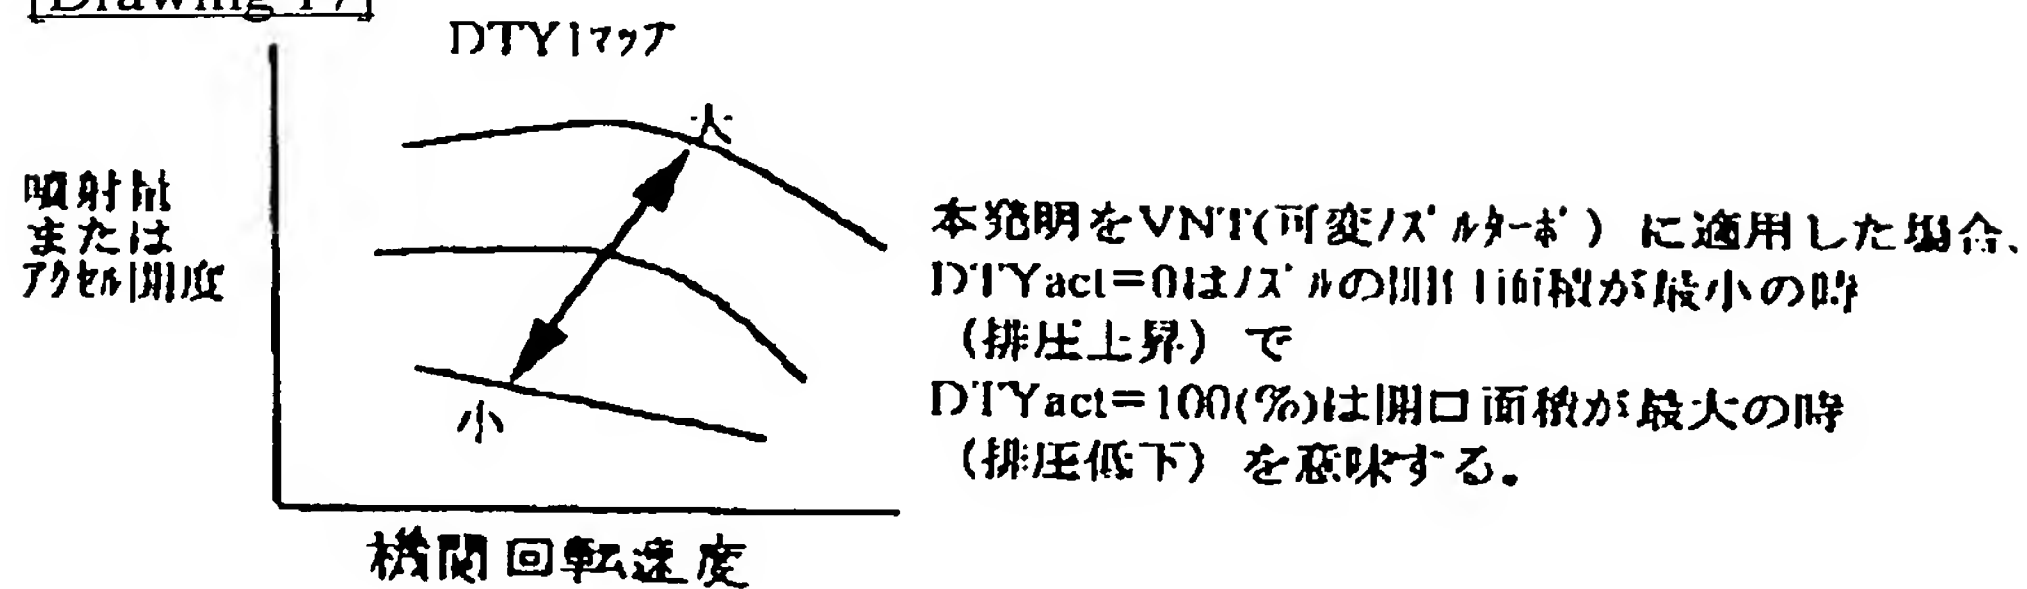 [Drawing 17]
DTY1マップ
大
噴射量
または
アクセル開度
小
機関回転速度
本発明をVNT(可変ノズルターボ)に適用した場合、
DTYact=0はノズルの開口面積が最小の時
(排圧上昇)で
DTYact=100(%)は開口面積が最大の時
(排圧低下)を意味する。